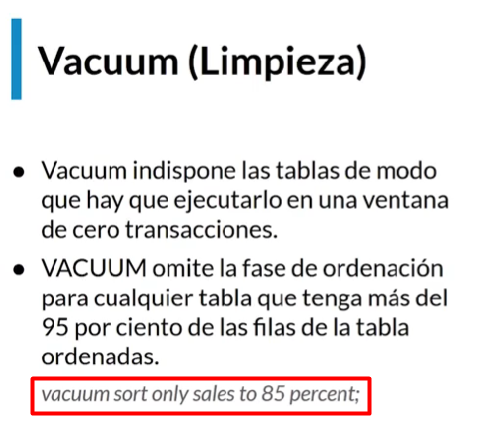 Vacuum (Limpieza)
● Vacuum indispone las tablas de modo
que hay que ejecutarlo en una ventana
de cero transacciones.
● VACUUM omite la fase de ordenación
para cualquier tabla que tenga más del
95 por ciento de las filas de la tabla
ordenadas.
vacuum sort only sales to 85 percent;